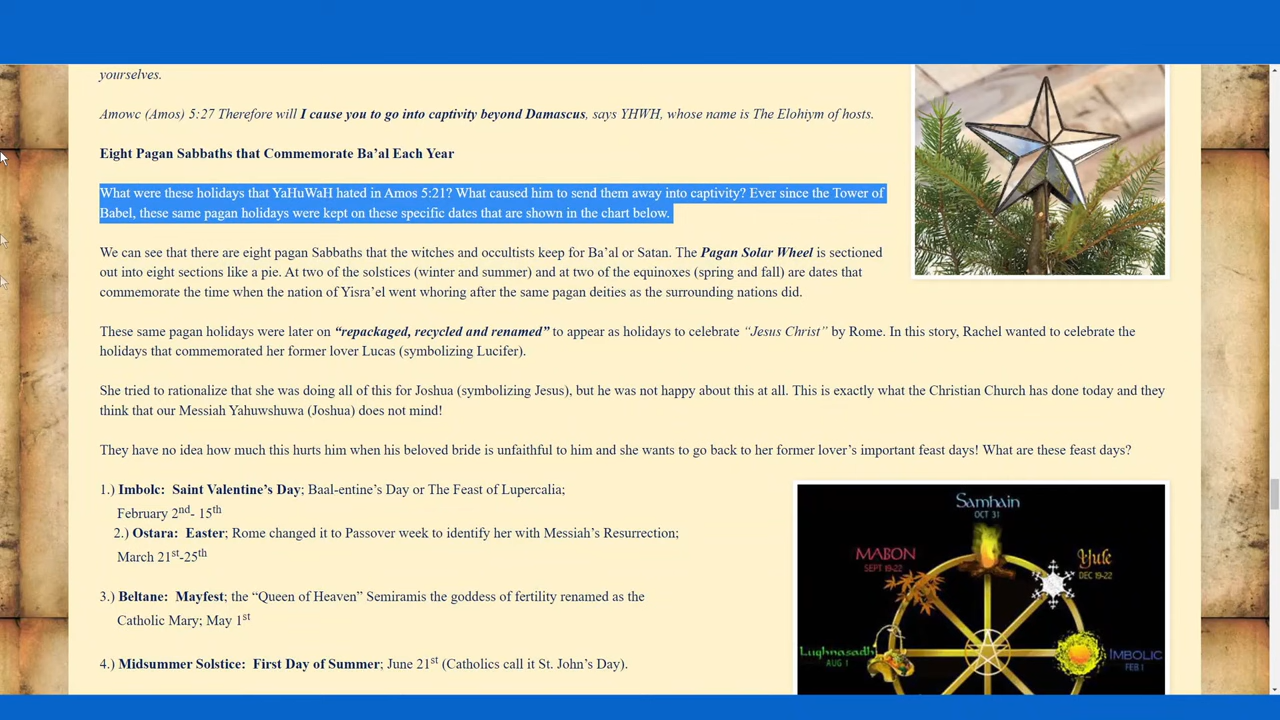 yourselves.
Amowc (Amos) 5:27 Therefore will I cause you to go into captivity beyond Damascus, says YHWH, whose name is The Elohiym of hosts.
Eight Pagan Sabbaths that Commemorate Ba’al Each Year
What were these holidays that YaHuWaH hated in Amos 5:21? What caused him to send them away into captivity? Ever since the Tower of
Babel, these same pagan holidays were kept on these specific dates that are shown in the chart below.
We can see that there are eight pagan Sabbaths that the witches and occultists keep for Ba’al or Satan. The Pagan Solar Wheel is sectioned
out into eight sections like a pie. At two of the solstices (winter and summer) and at two of the equinoxes (spring and fall) are dates that
commemorate the time when the nation of Yisra’el went whoring after the same pagan deities as the surrounding nations did.
These same pagan holidays were later on “repackaged, recycled and renamed” to appear as holidays to celebrate “Jesus Christ” by Rome. In this story, Rachel wanted to celebrate the
holidays that commemorated her former lover Lucas (symbolizing Lucifer).
She tried to rationalize that she was doing all of this for Joshua (symbolizing Jesus), but he was not happy about this at all. This is exactly what the Christian Church has done today and they
think that our Messiah Yahuwshuwa (Joshua) does not mind!
They have no idea how much this hurts him when his beloved bride is unfaithful to him and she wants to go back to her former lover’s important feast days! What are these feast days?
1.) Imbolc: Saint Valentine’s Day; Baal-entine’s Day or The Feast of Lupercalia;
February 2nd- 15th
2.) Ostara: Easter; Rome changed it to Passover week to identify her with Messiah’s Resurrection;
March 21st-25th
3.) Beltane: Mayfest; the “Queen of Heaven” Semiramis the goddess of fertility renamed as the
Catholic Mary; May 1st
4.) Midsummer Solstice: First Day of Summer; June 21st (Catholics call it St. John’s Day).
Samhain
OCT 31
MABON
SEPT 19-22
Yule
DEC 19-22
Lughnasadh
AUG 1
IMBOLIC
FEB 1